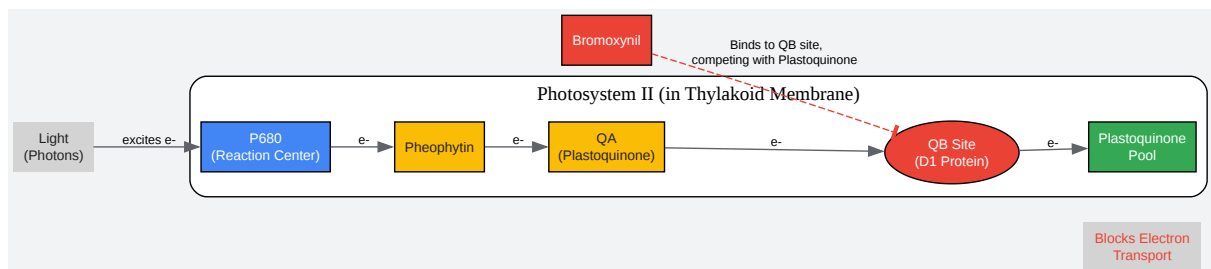 Bromoxynil
Binds to QB site,
competing with Plastoquinone
Photosystem II (in Thylakoid Membrane)
Light
(Photons)
excites e-
P680
(Reaction Center)
e-
Pheophytin
e-
QA
(Plastoquinone)
e-
QB Site
(D1 Protein)
e-
Plastoquinone
Pool
Blocks Electron
Transport